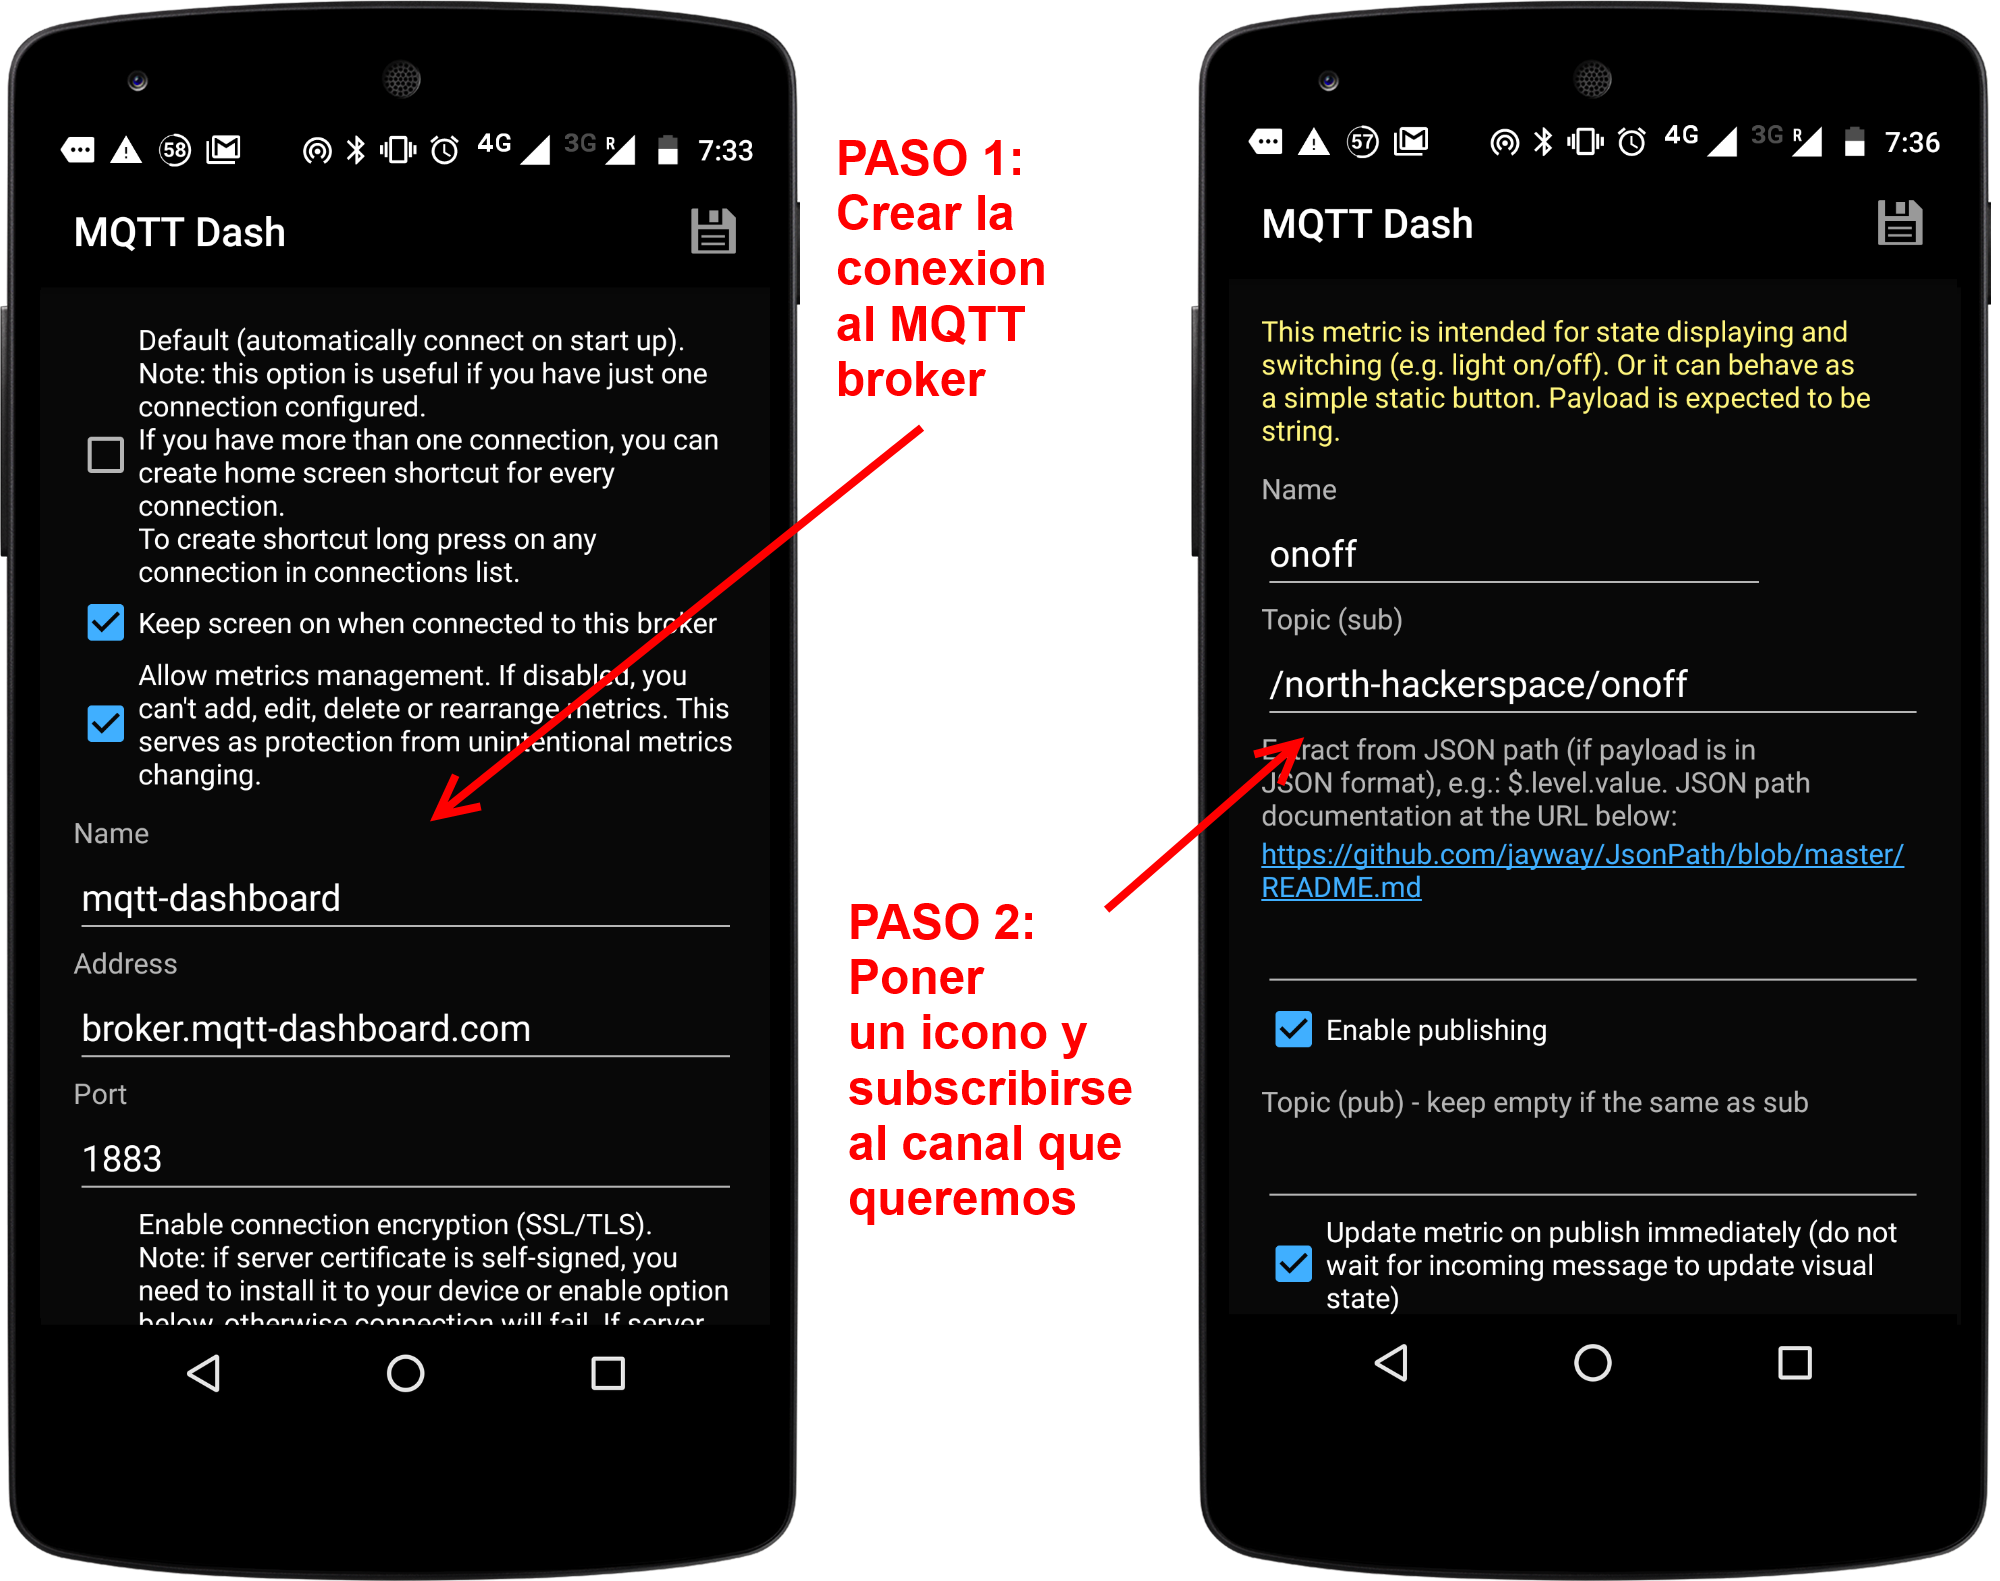 58
4G
3G
R
7:33
MQTT Dash
Default (automatically connect on start up).
Note: this option is useful if you have just one
connection configured.
If you have more than one connection, you can
create home screen shortcut for every
connection.
To create shortcut long press on any
connection in connections list.
Keep screen on when connected to this broker
Allow metrics management. If disabled, you
can't add, edit, delete or rearrange metrics. This
serves as protection from unintentional metrics
changing.
Name
mqtt-dashboard
Address
broker.mqtt-dashboard.com
Port
1883
Enable connection encryption (SSL/TLS).
Note: if server certificate is self-signed, you
need to install it to your device or enable option
below, otherwise connection will fail. If server
PASO 1:
Crear la
conexion
al MQTT
broker
PASO 2:
Poner
un icono y
subscribirse
al canal que
queremos
57
4G
3G
R
7:36
MQTT Dash
This metric is intended for state displaying and
switching (e.g. light on/off). Or it can behave as
a simple static button. Payload is expected to be
string.
Name
onoff
Topic (sub)
/north-hackerspace/onoff
Extract from JSON path (if payload is in
JSON format), e.g.: $.level.value. JSON path
documentation at the URL below:
https://github.com/jayway/JsonPath/blob/master/
README.md
Enable publishing
Topic (pub) - keep empty if the same as sub
Update metric on publish immediately (do not
wait for incoming message to update visual
state)